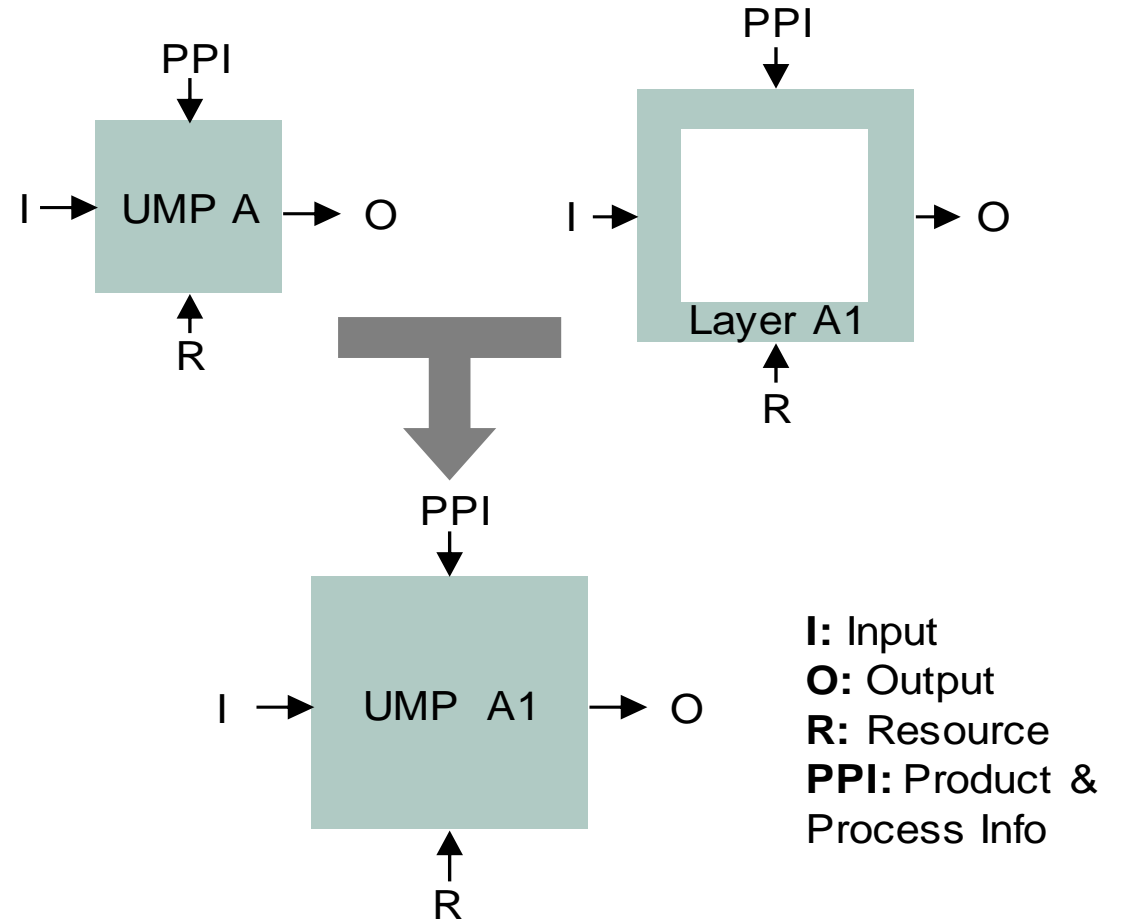 PPI
I
UMP A
O
R
PPI
I
O
Layer A1
R
PPI
I
UMP A1
O
R
I: Input
O: Output
R: Resource
PPI: Product &
Process Info